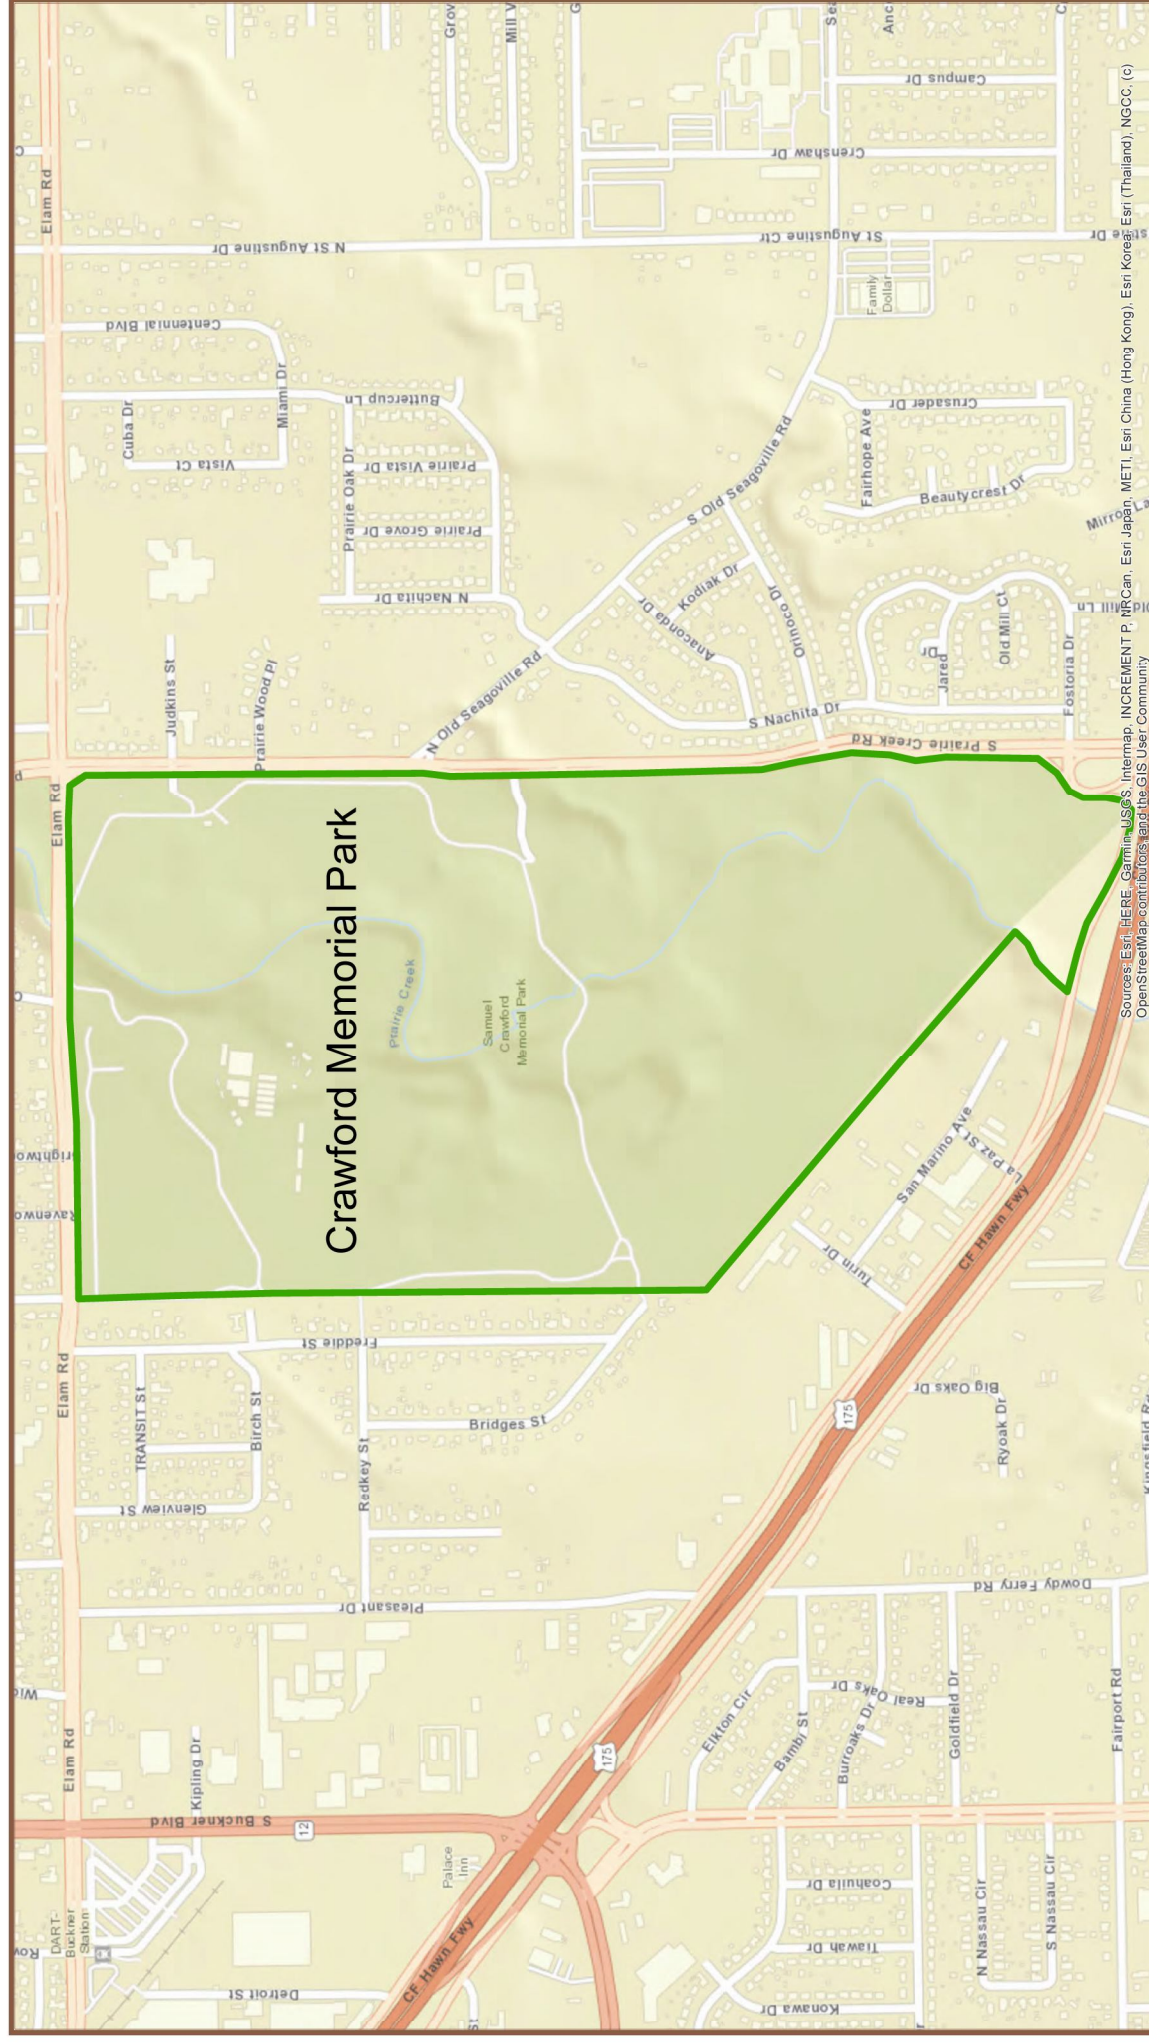 Elam Rd
Elam Rd
Elam Rd
Elam Rd
Crawford Memorial Park
Prairie Creek
Samuel
Crawford
Memorial Park
Grov
Mill V
Campus Dr
Crenshaw Dr
N St Augustine Dr
St Augustine Ctr
Centennial Blvd
Cuba Dr
Miami Dr
Vista Ct
Buttercup Ln
Prairie Oak Dr
Prairie Vista Dr
Prairie Grove Dr
N Nachita Dr
Judkins St
Prairie Wood Pl
N Old Seagoville Rd
S Old Seagoville Rd
Family
Dollar
Crusader Dr
Fairhope Ave
Beautycrest Dr
Kodiak Dr
Anaconda Dr
Orinoco Dr
S Nachita Dr
Jared
Dr
Old Mill Ct
Fostoria Dr
S Prairie Creek Rd
San Marino Ave
La Paz St
Turin Dr
CF Hawn Fwy
175
Big Oaks Dr
Ryoak Dr
Freddie St
TRANSIT St
Birch St
Bridges St
Redkey St
Glenview St
Pleasant Dr
Dowdy Ferry Rd
Elkton Cir
Bambi St
Real Oaks Dr
Burroaks Dr
Goldfield Dr
Fairport Rd
175
Kipling Dr
S Buckner Blvd
12
Palace
Inn
DART-
Buckner
Station
Detroit St
CF Hawn Fwy
Coahuila Dr
Tiawah Dr
Konawa Dr
N Nassau Cir
S Nassau Cir
Sources: Esri, HERE, Garmin, USGS, Intermap, INCREMENT P, NRCan, Esri Japan, METI, Esri China (Hong Kong), Esri Korea, Esri (Thailand), NGCC, (c)
OpenStreetMap contributors, and the GIS User Community